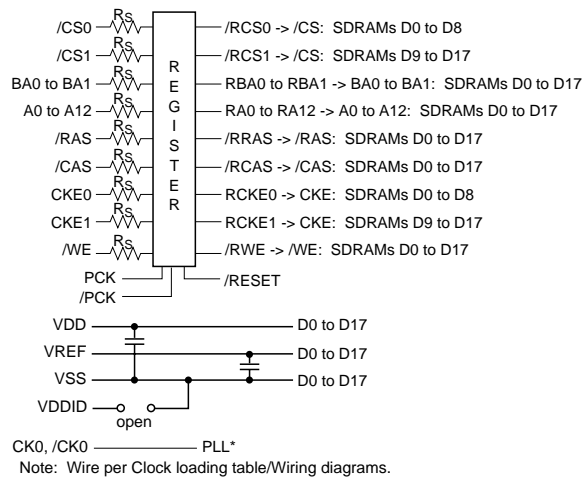 /CS0 RS /RCS0 -> /CS: SDRAMs D0 to D8
/CS1 RS /RCS1 -> /CS: SDRAMs D9 to D17
BA0 to BA1 RS RBA0 to RBA1 -> BA0 to BA1: SDRAMs D0 to D17
A0 to A12 RS RA0 to RA12 -> A0 to A12: SDRAMs D0 to D17
/RAS RS /RRAS -> /RAS: SDRAMs D0 to D17
/CAS RS /RCAS -> /CAS: SDRAMs D0 to D17
CKE0 RS RCKE0 -> CKE: SDRAMs D0 to D8
CKE1 RS RCKE1 -> CKE: SDRAMs D9 to D17
/WE RS /RWE -> /WE: SDRAMs D0 to D17
REGISTER
PCK /RESET
/PCK
VDD D0 to D17
VREF D0 to D17
VSS D0 to D17
VDDID
open
CK0, /CK0 PLL*
Note: Wire per Clock loading table/Wiring diagrams.